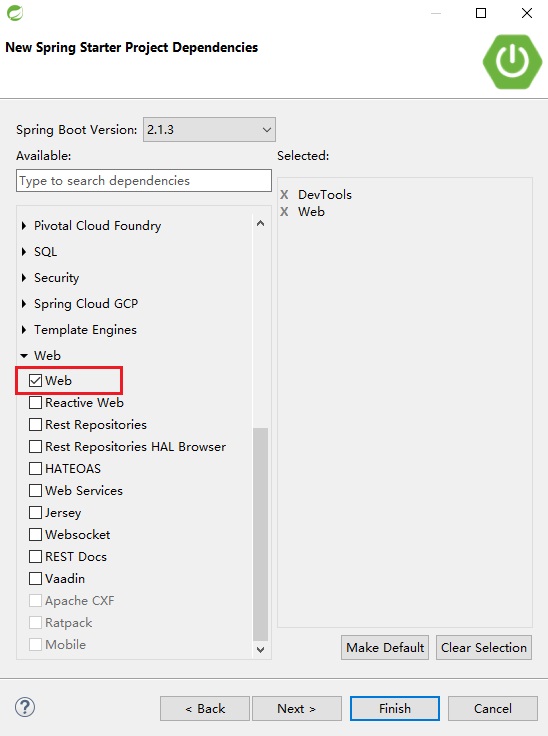 New Spring Starter Project Dependencies
Spring Boot Version: 2.1.3
Available:
Type to search dependencies
Pivotal Cloud Foundry
SQL
Security
Spring Cloud GCP
Template Engines
Web
Web
Reactive Web
Rest Repositories
Rest Repositories HAL Browser
HATEOAS
Web Services
Jersey
Websocket
REST Docs
Vaadin
Apache CXF
Ratpack
Mobile
Selected:
X DevTools
X Web
Make Default Clear Selection
? < Back Next > Finish Cancel